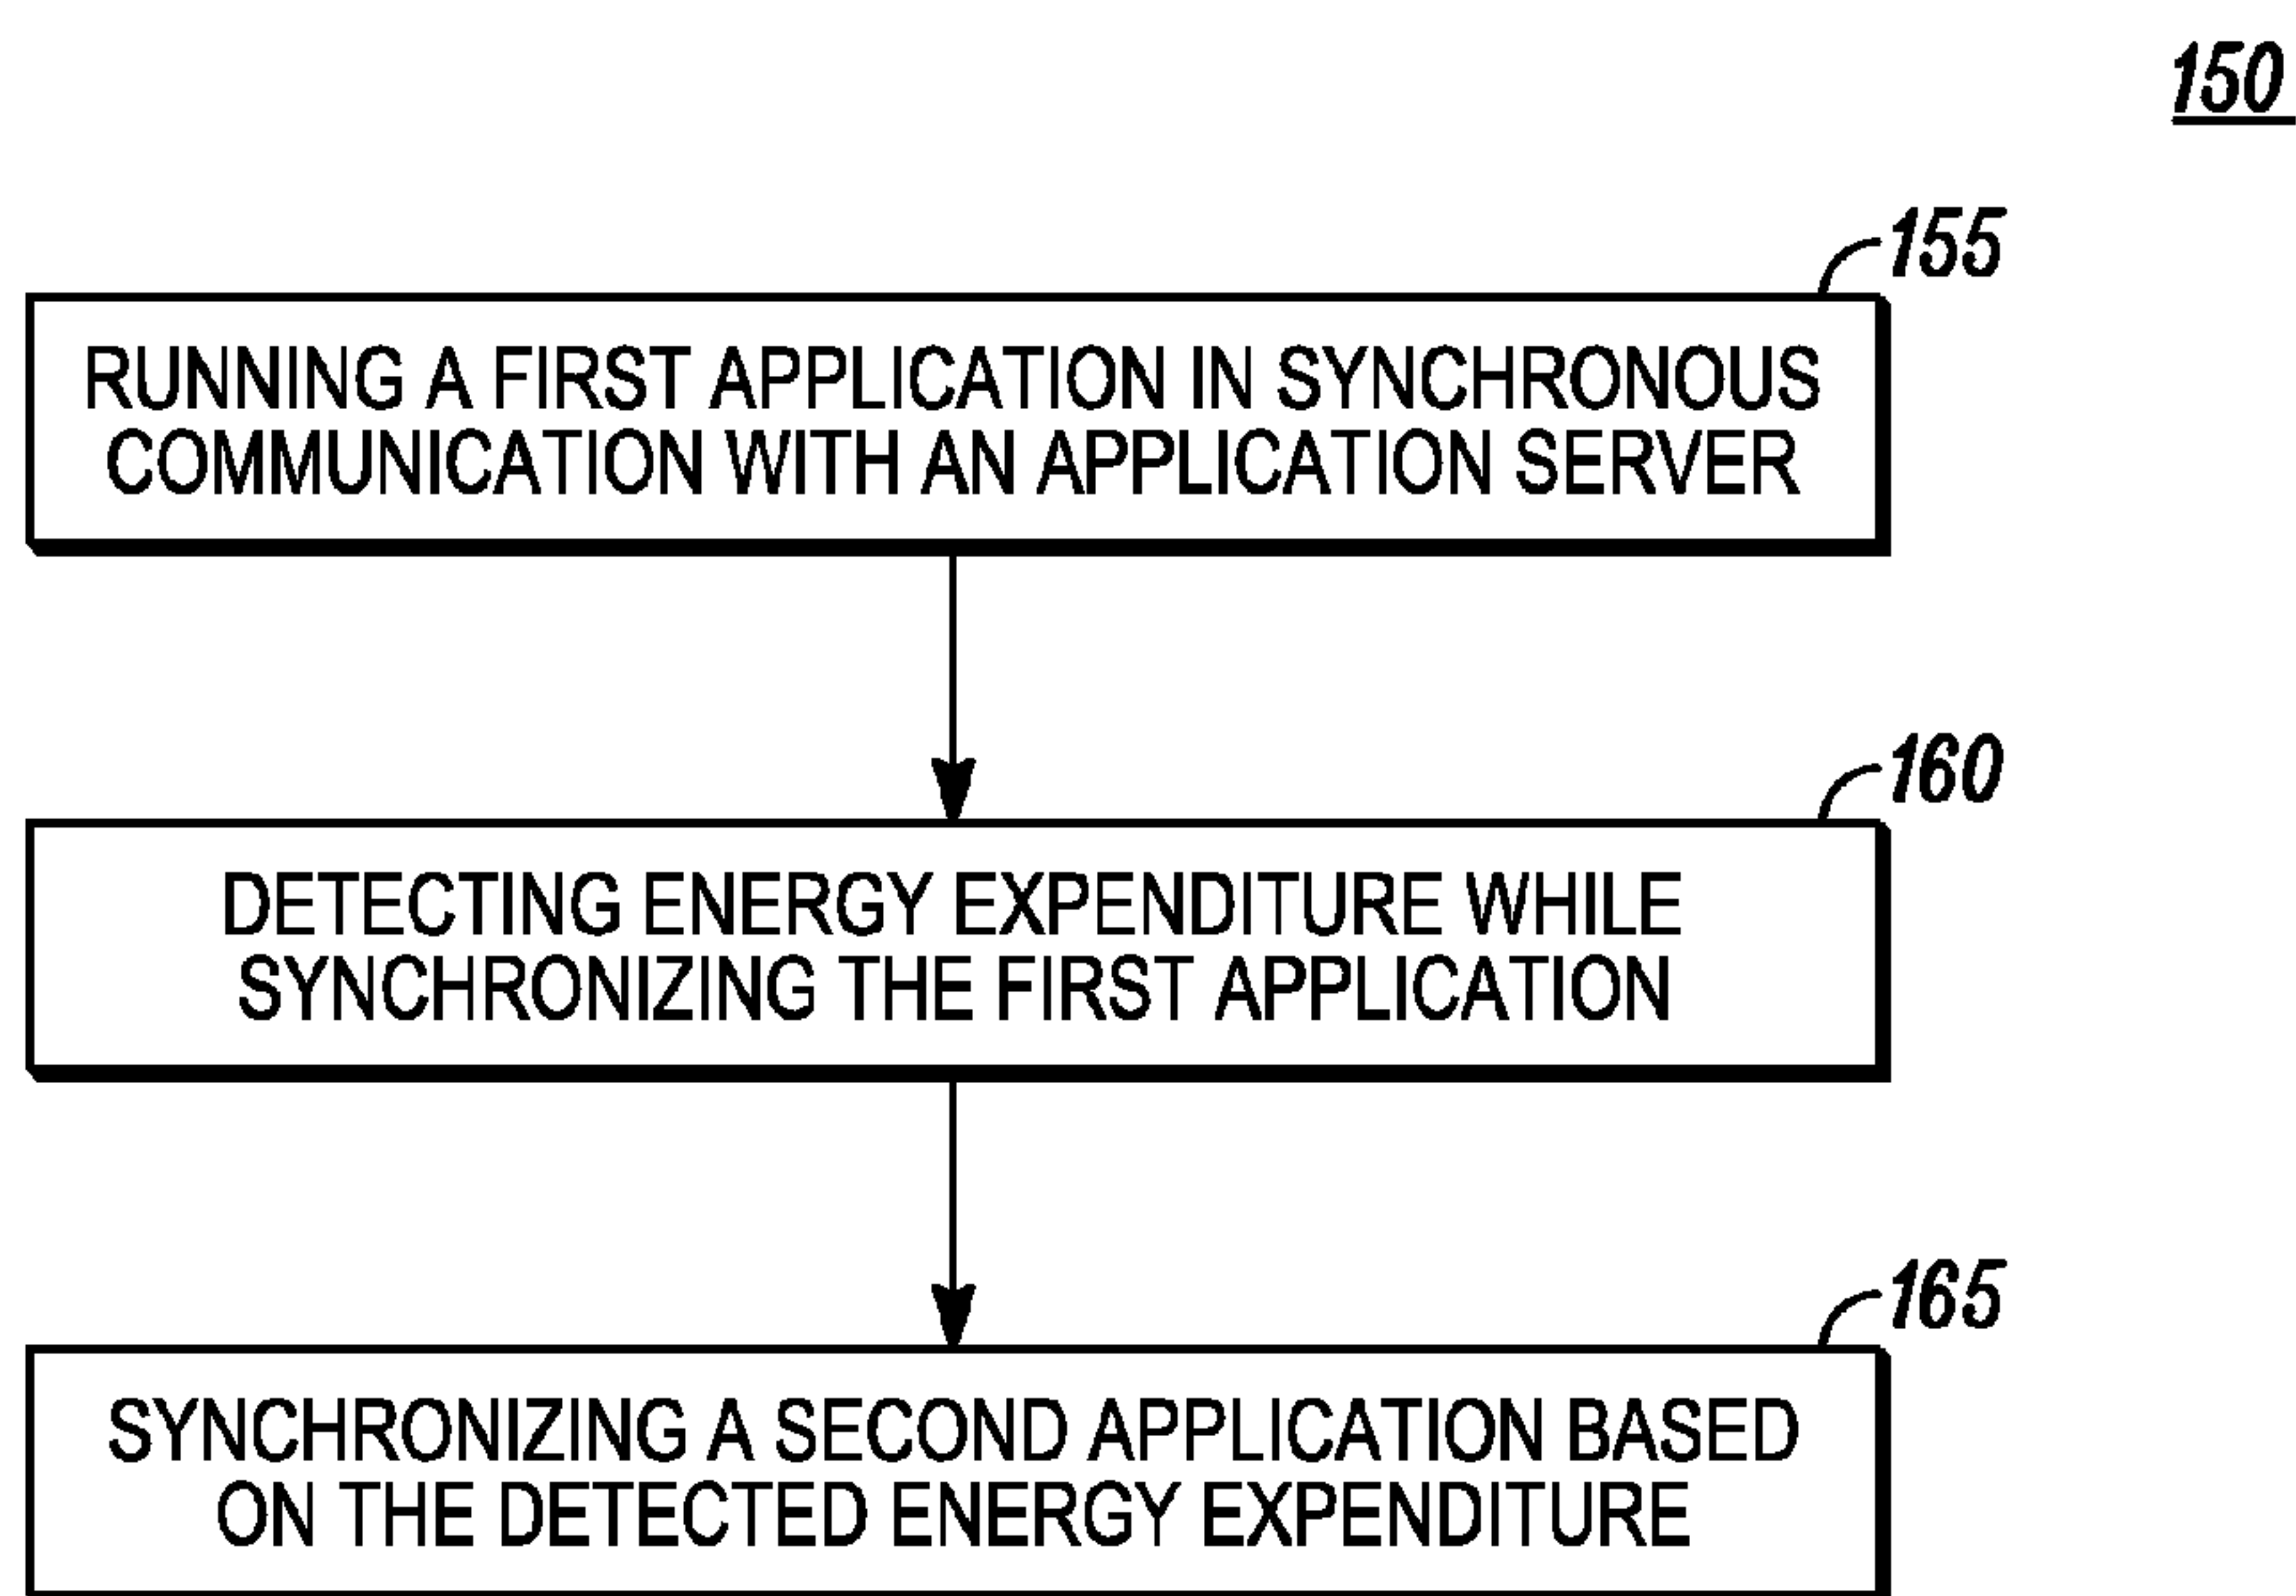 150
155
RUNNING A FIRST APPLICATION IN SYNCHRONOUS
COMMUNICATION WITH AN APPLICATION SERVER
160
DETECTING ENERGY EXPENDITURE WHILE
SYNCHRONIZING THE FIRST APPLICATION
165
SYNCHRONIZING A SECOND APPLICATION BASED
ON THE DETECTED ENERGY EXPENDITURE